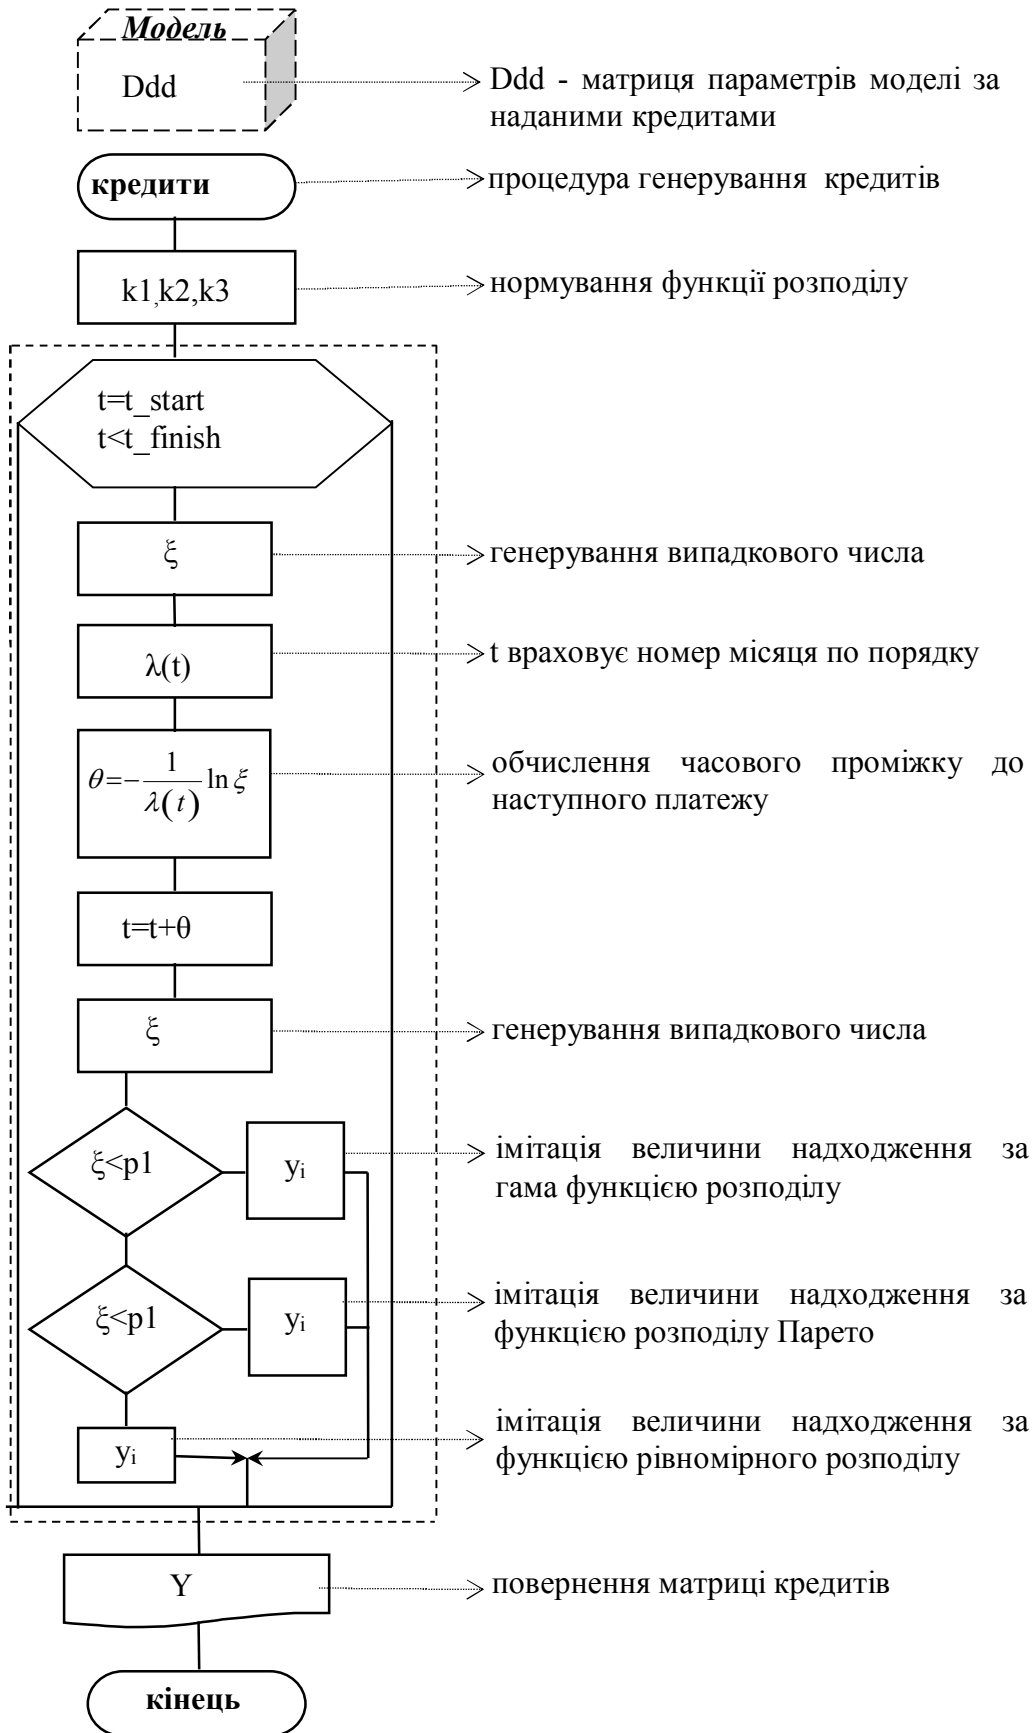 Модель
Ddd
Ddd - матриця параметрів моделі за
наданими кредитами
кредити
процедура генерування кредитів
k1,k2,k3
нормування функції розподілу
t=t_start
t<t_finish
ξ
генерування випадкового числа
λ(t)
t враховує номер місяця по порядку
θ=-1/λ(t) ln ξ
обчислення часового проміжку до
наступного платежу
t=t+θ
ξ
генерування випадкового числа
ξ<p1
yi
імітація величини надходження за
гама функцією розподілу
ξ<p1
yi
імітація величини надходження за
функцією розподілу Парето
yi
імітація величини надходження за
функцією рівномірного розподілу
Y
повернення матриці кредитів
кінець